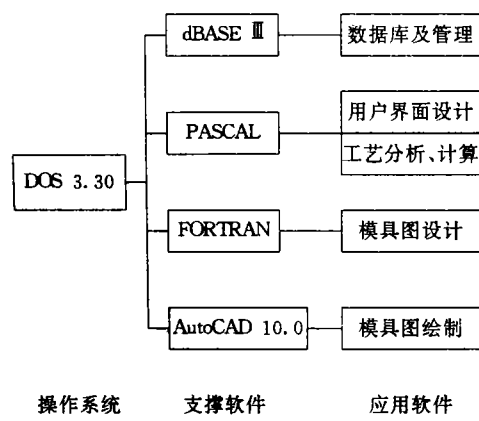 dBASE Ⅲ
数据库及管理
用户界面设计
PASCAL
工艺分析、计算
DOS 3.30
FORTRAN
模具图设计
AutoCAD 10.0
模具图绘制
操作系统
支撑软件
应用软件